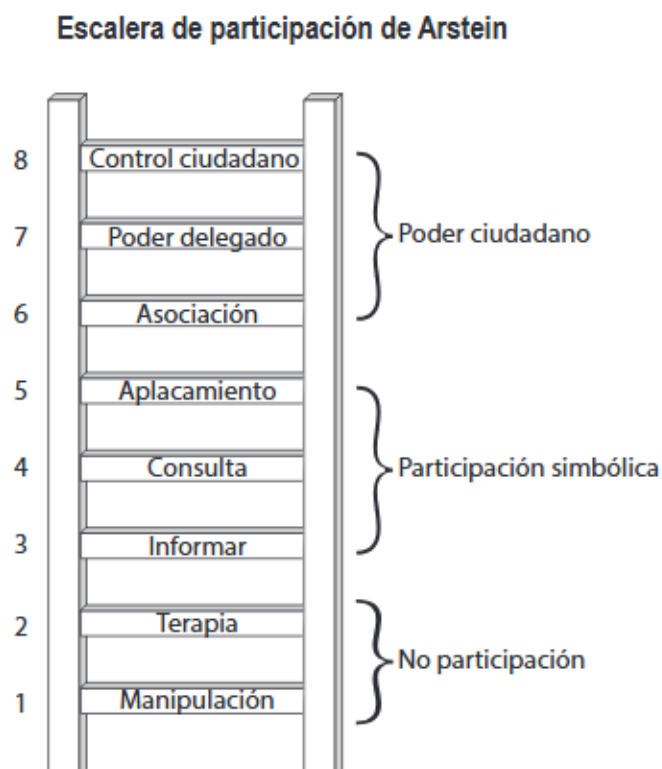 Escalera de participación de Arstein
8 Control ciudadano
7 Poder delegado
Poder ciudadano
6 Asociación
5 Aplacamiento
4 Consulta
Participación simbólica
3 Informar
2 Terapia
No participación
1 Manipulación